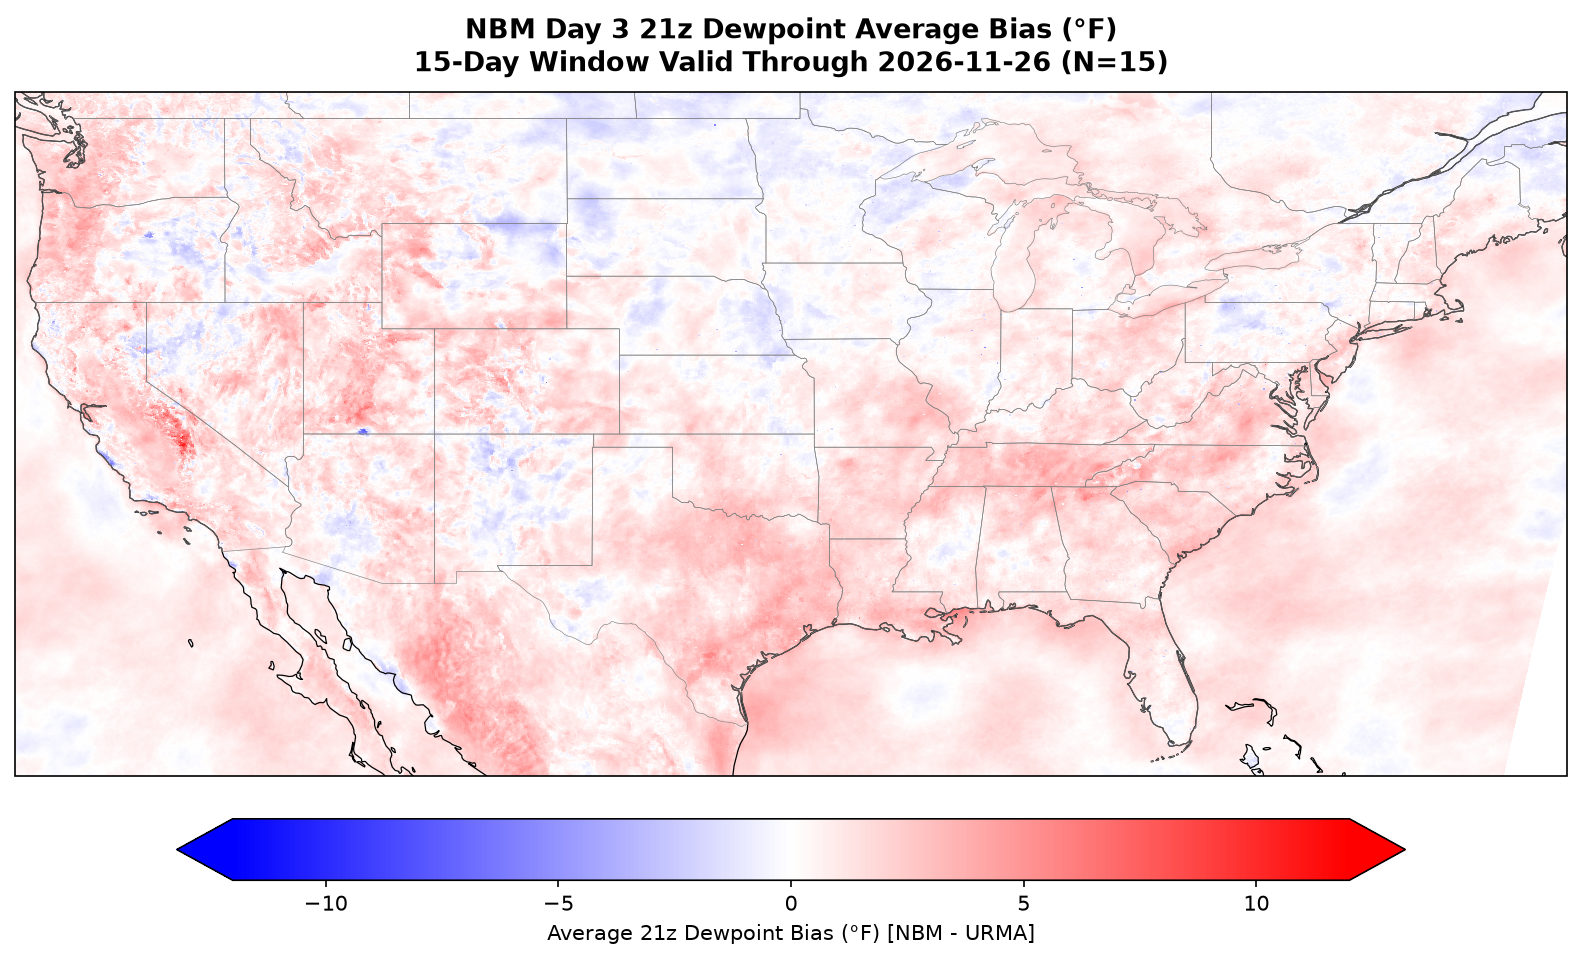 NBM Day 3 21z Dewpoint Average Bias (°F)
15-Day Window Valid Through 2026-11-26 (N=15)
−10 −5 0 5 10
Average 21z Dewpoint Bias (°F) [NBM - URMA]